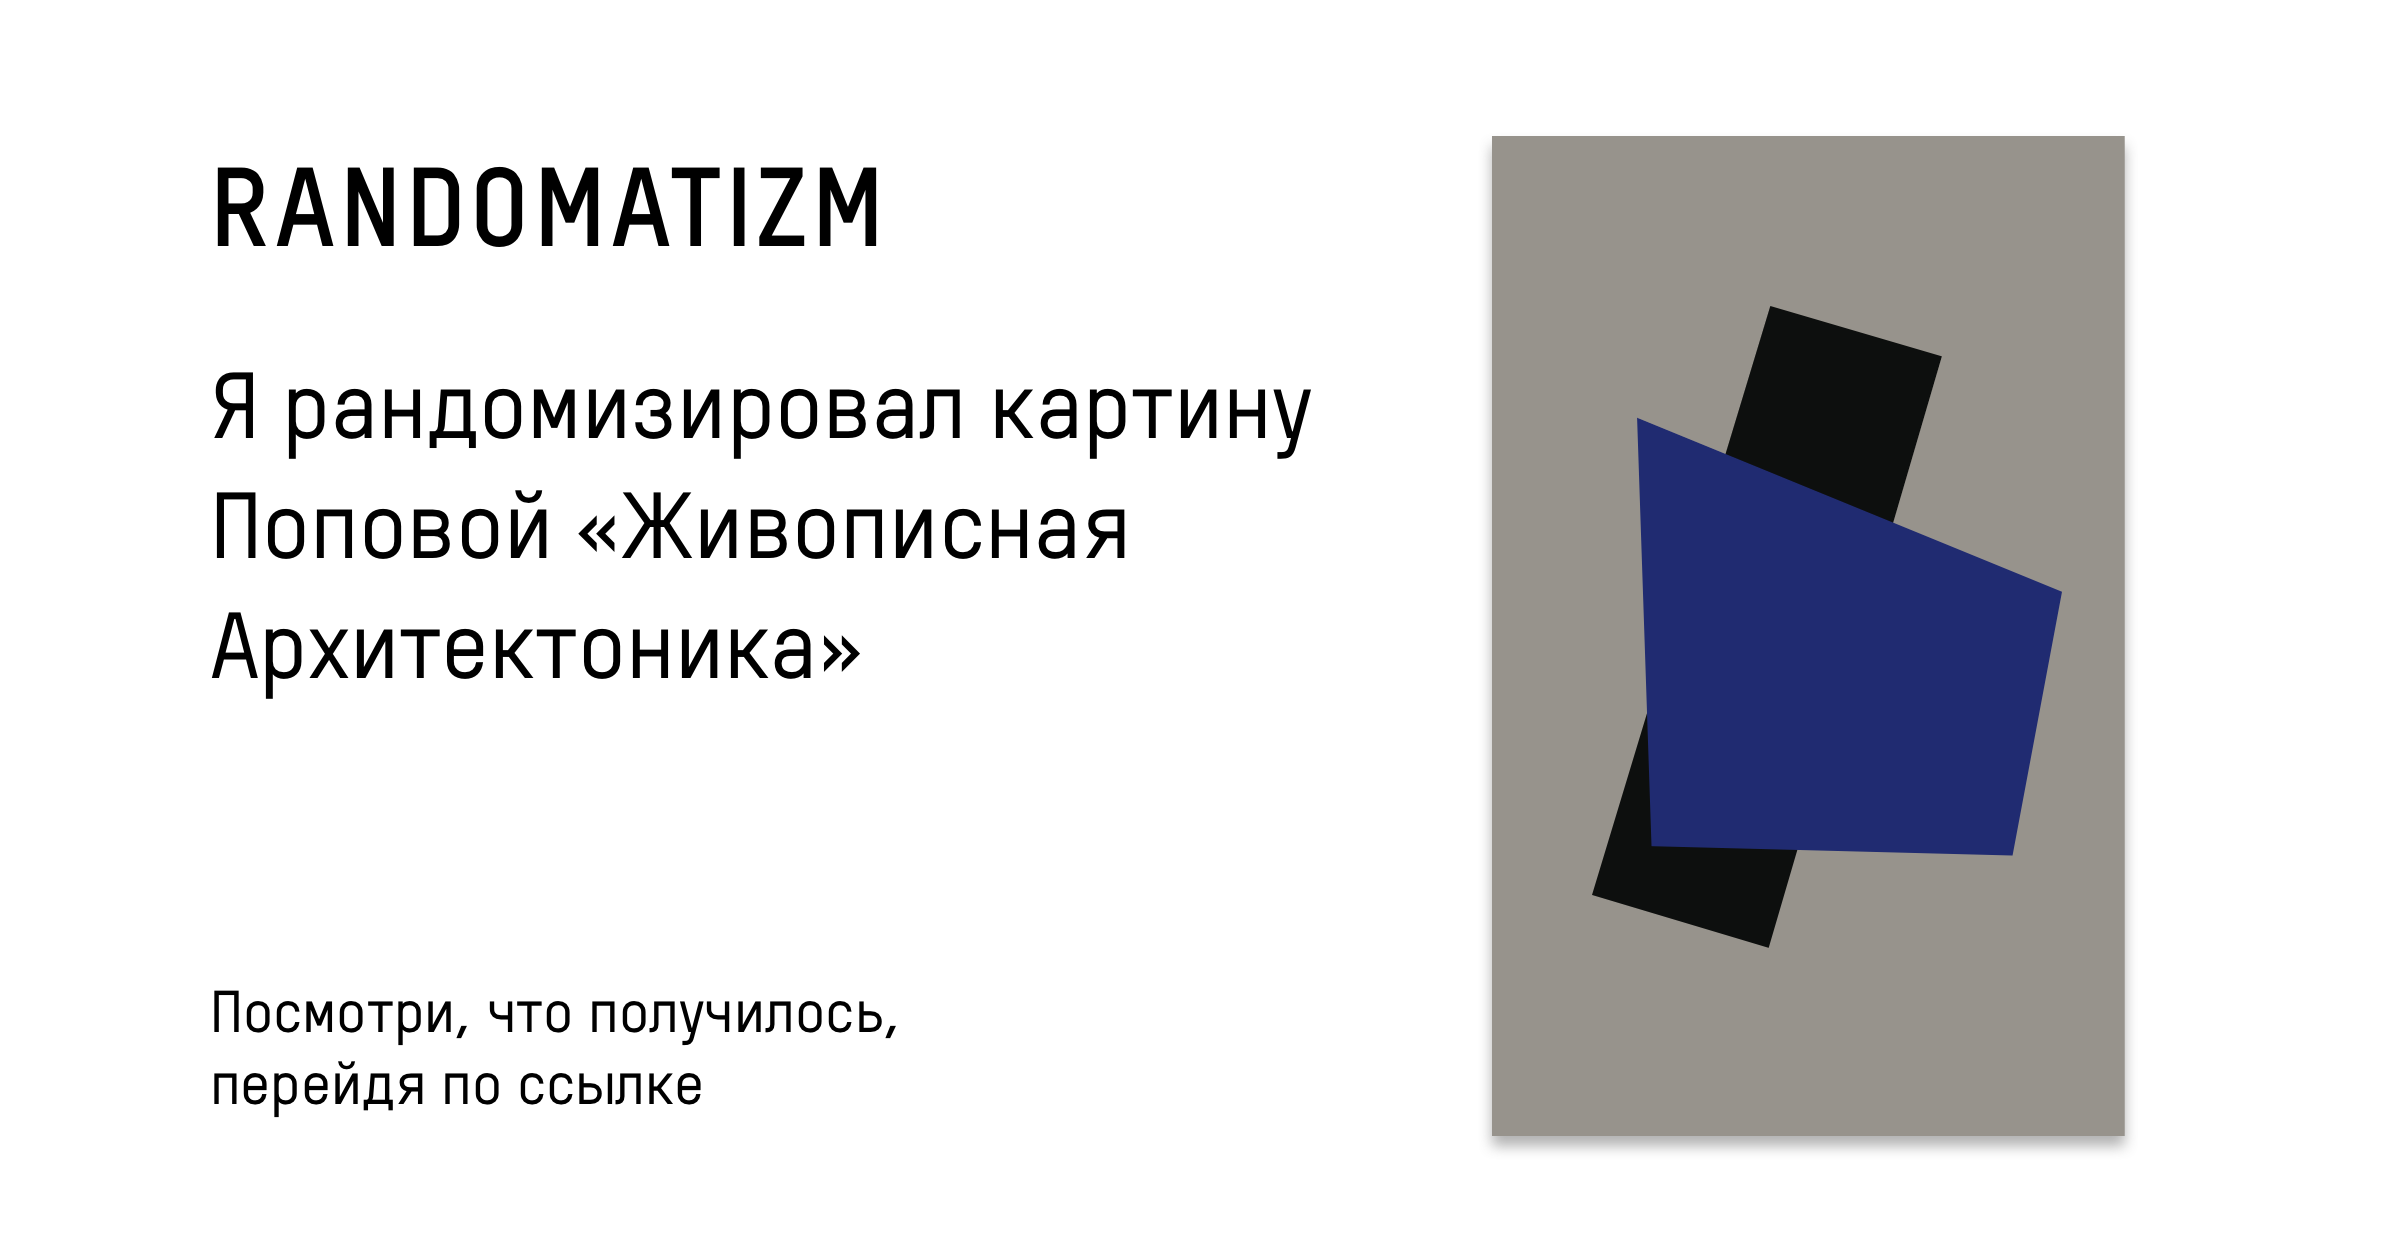 RANDOMATIZM
Я рандомизировал картину
Поповой «Живописная
Архитектоника»
Посмотри, что получилось,
перейдя по ссылке